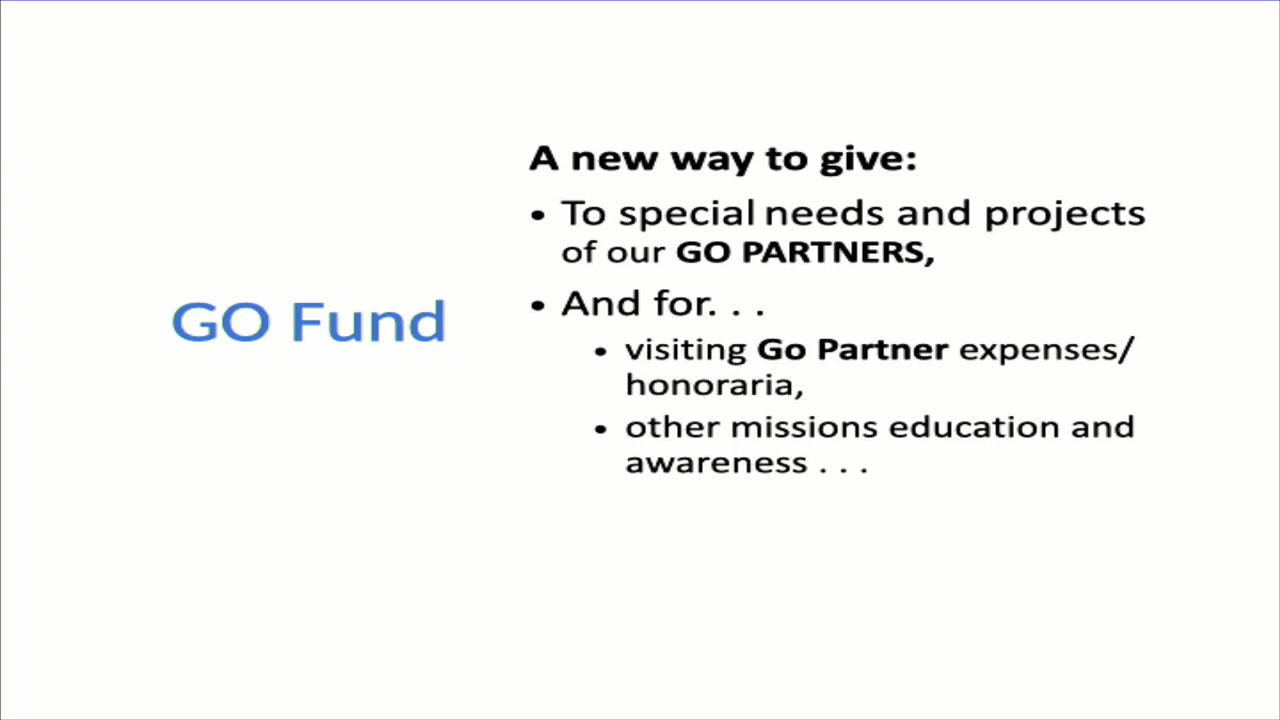 GO Fund
A new way to give:
• To special needs and projects
of our GO PARTNERS,
• And for. . .
• visiting Go Partner expenses/
honoraria,
• other missions education and
awareness . . .